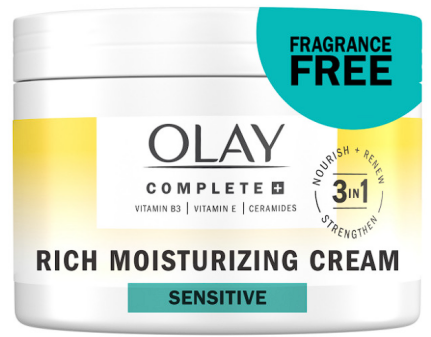 FRAGRANCE
FREE
OLAY
COMPLETE +
VITAMIN B3 | VITAMIN E | CERAMIDES
NOURISH + RENEW
3 IN 1
STRENGTHEN
RICH MOISTURIZING CREAM
SENSITIVE